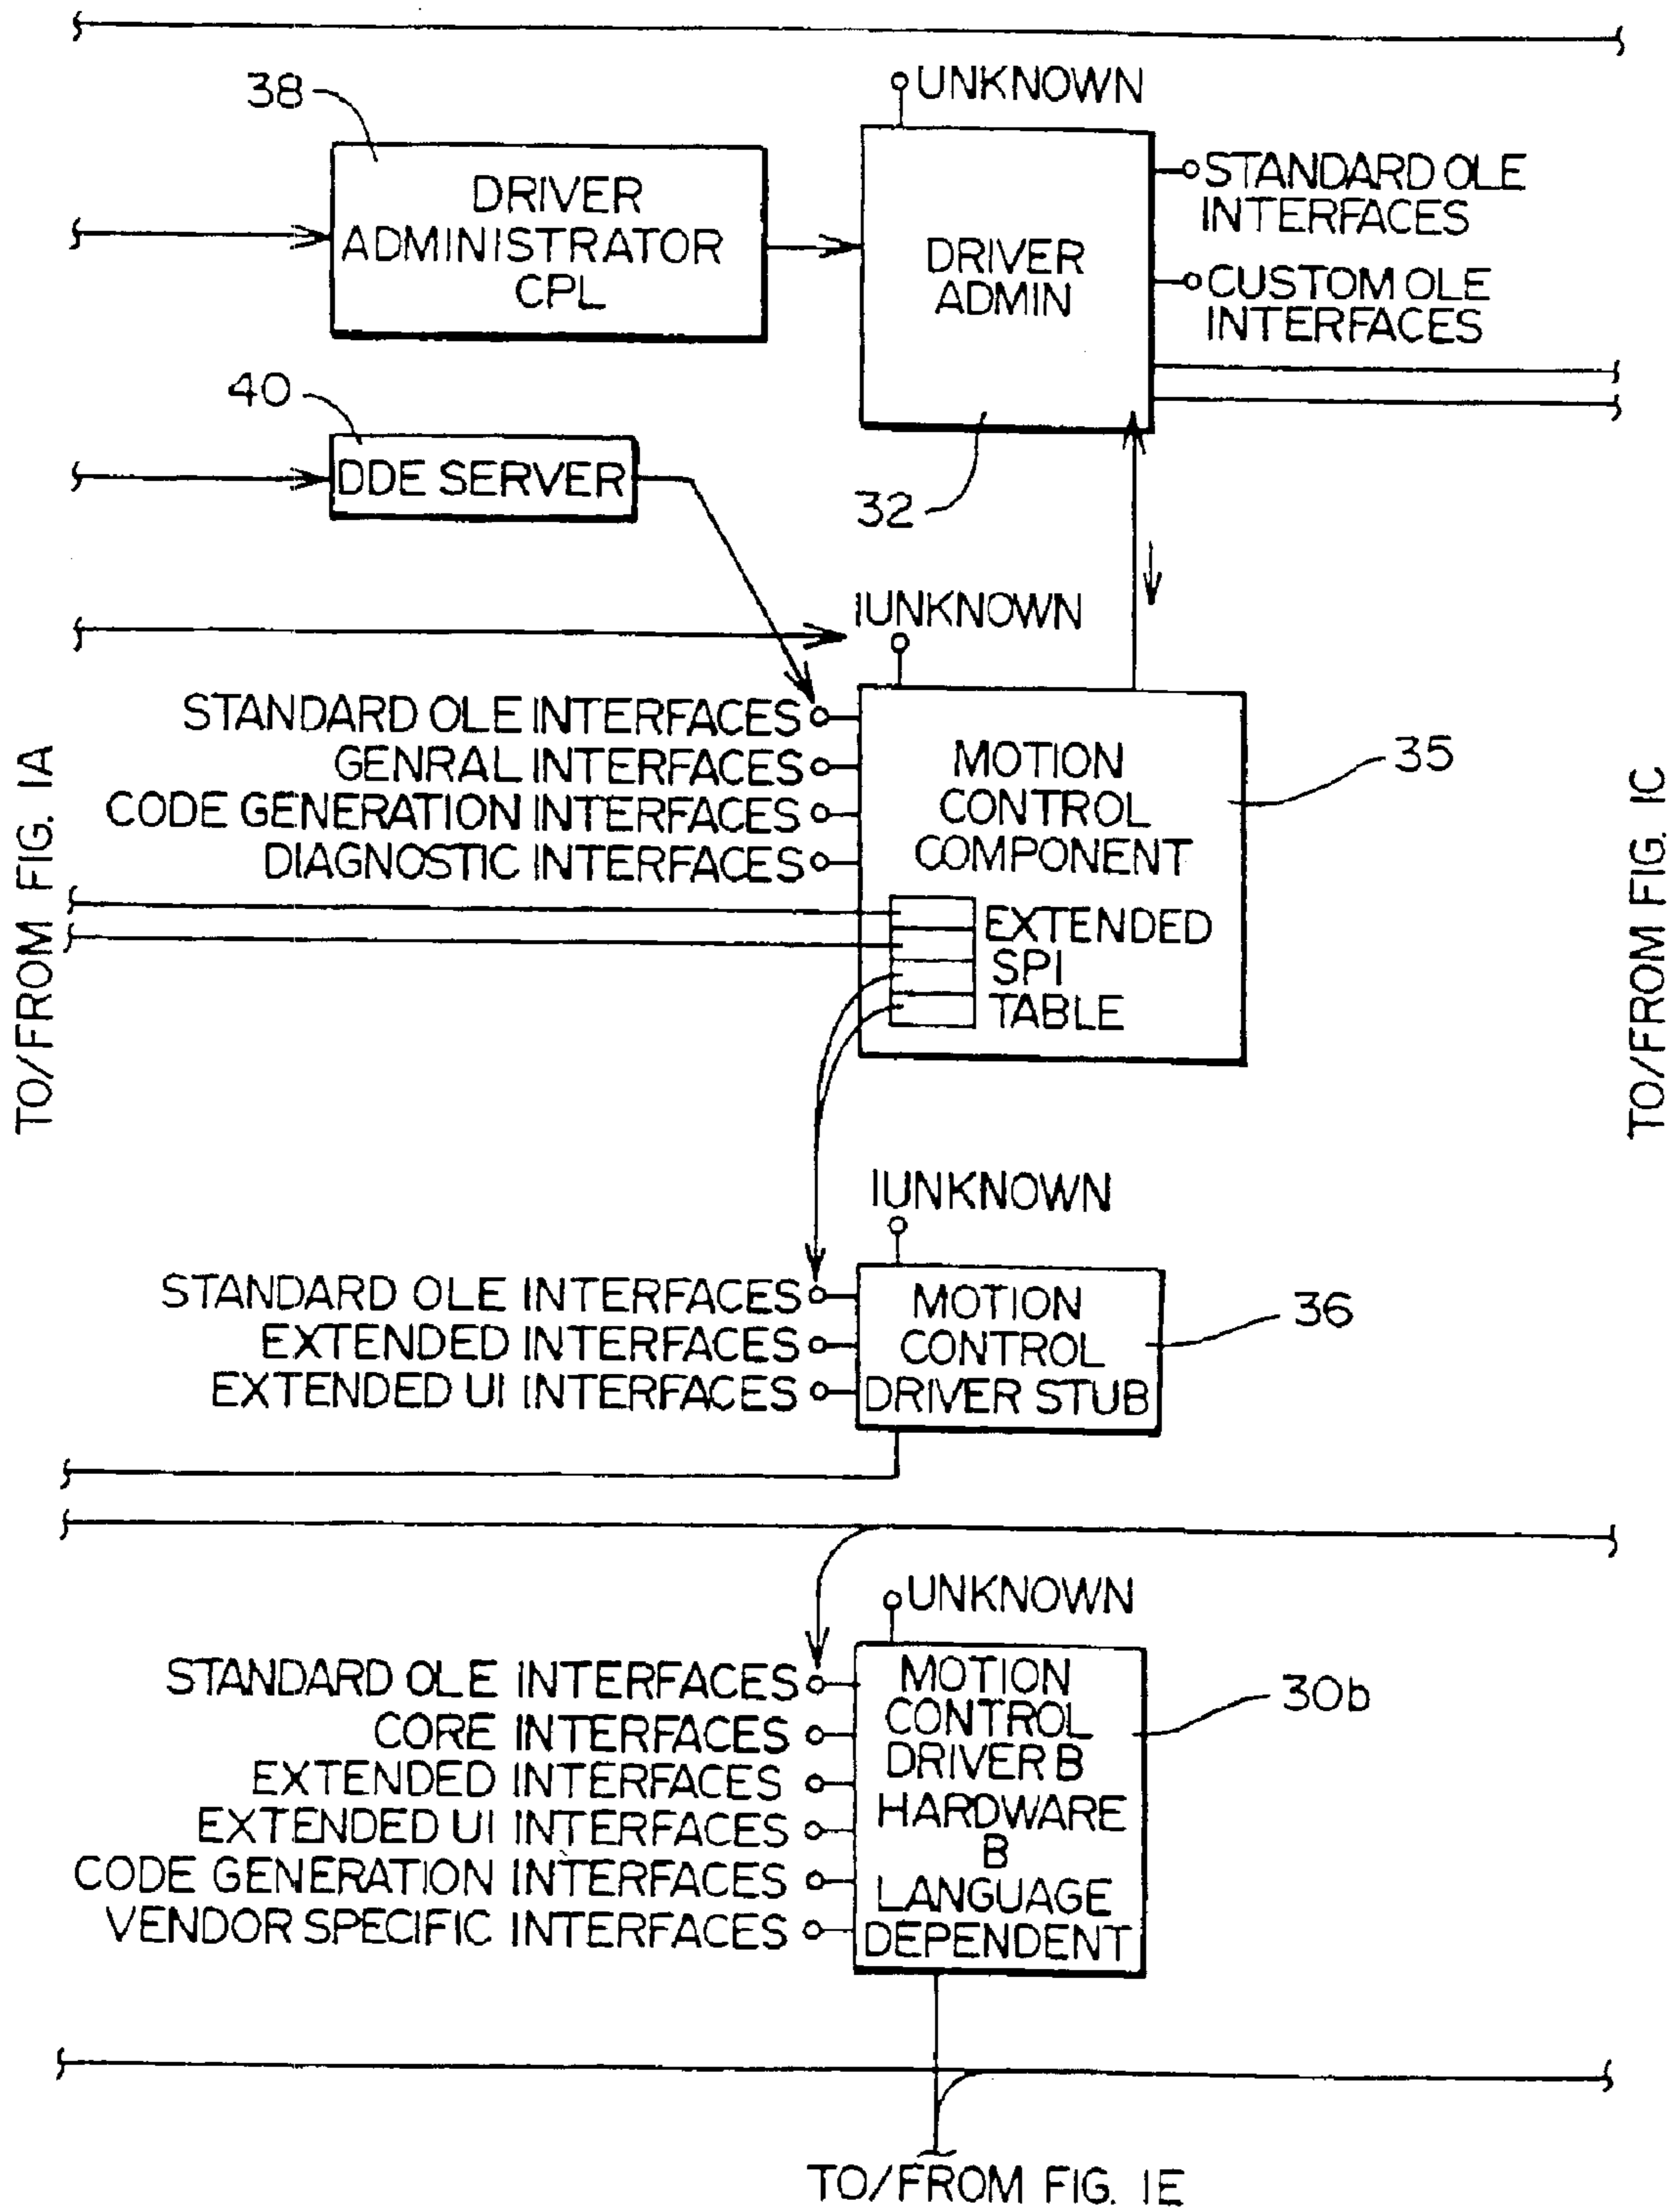 UNKNOWN
38
DRIVER
ADMINISTRATOR
CPL
DRIVER
ADMIN
STANDARD OLE
INTERFACES
CUSTOM OLE
INTERFACES
40
DDE SERVER
32
IUNKNOWN
STANDARD OLE INTERFACES
GENRAL INTERFACES
CODE GENERATION INTERFACES
DIAGNOSTIC INTERFACES
MOTION
CONTROL
COMPONENT
EXTENDED
SPI
TABLE
35
TO/FROM FIG. 1A
TO/FROM FIG. 1C
IUNKNOWN
STANDARD OLE INTERFACES
EXTENDED INTERFACES
EXTENDED UI INTERFACES
MOTION
CONTROL
DRIVER STUB
36
UNKNOWN
STANDARD OLE INTERFACES
CORE INTERFACES
EXTENDED INTERFACES
EXTENDED UI INTERFACES
CODE GENERATION INTERFACES
VENDOR SPECIFIC INTERFACES
MOTION
CONTROL
DRIVER B
HARDWARE
B
LANGUAGE
DEPENDENT
30b
TO/FROM FIG. 1E